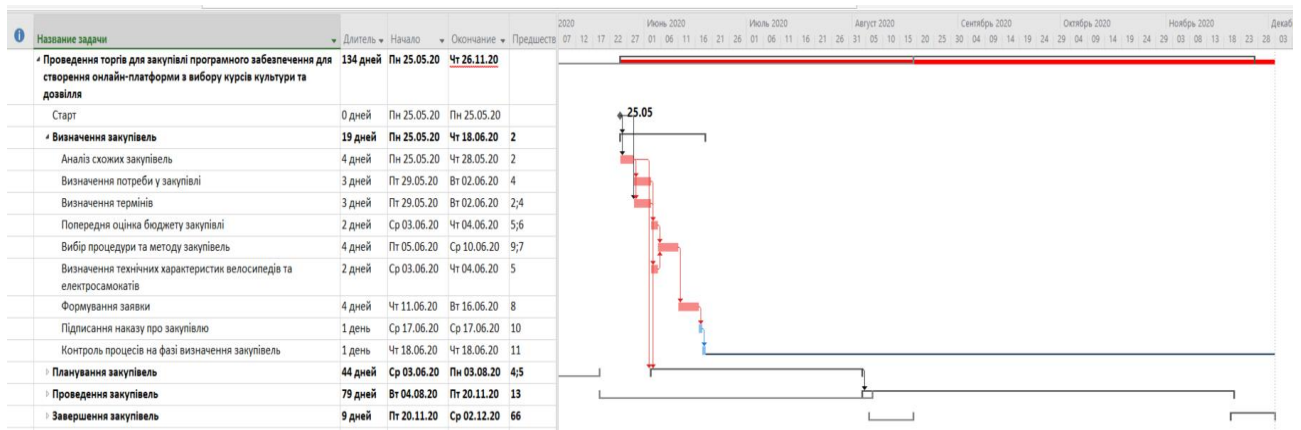 2020 Июнь 2020 Июль 2020 Август 2020 Сентябрь 2020 Октябрь 2020 Ноябрь 2020 Декаб
Название задачи Длитель Начало Окончание Предшеств 07 12 17 22 27 01 06 11 16 21 26 01 06 11 16 21 26 31 05 10 15 20 25 30 04 09 14 19 24 29 04 09 14 19 24 29 03 08 13 18 23 28 03
Проведення торгів для закупівлі програмного забезпечення для 134 дней Пн 25.05.20 Чт 26.11.20
створення онлайн-платформи з вибору курсів культури та
дозвілля
Старт 0 дней Пн 25.05.20 Пн 25.05.20 25.05
Визначення закупівель 19 дней Пн 25.05.20 Чт 18.06.20 2
Аналіз схожих закупівель 4 дней Пн 25.05.20 Чт 28.05.20 2
Визначення потреби у закупівлі 3 дней Пт 29.05.20 Вт 02.06.20 4
Визначення термінів 3 дней Пт 29.05.20 Вт 02.06.20 2;4
Попередня оцінка бюджету закупівлі 2 дней Ср 03.06.20 Чт 04.06.20 5;6
Вибір процедури та методу закупівель 4 дней Пт 05.06.20 Ср 10.06.20 9;7
Визначення технічних характеристик велосипедів та 2 дней Ср 03.06.20 Чт 04.06.20 5
електросамокатів
Формування заявки 4 дней Чт 11.06.20 Вт 16.06.20 8
Підписання наказу про закупівлю 1 день Ср 17.06.20 Ср 17.06.20 10
Контроль процесів на фазі визначення закупівель 1 день Чт 18.06.20 Чт 18.06.20 11
Планування закупівель 44 дней Ср 03.06.20 Пн 03.08.20 4;5
Проведення закупівель 79 дней Вт 04.08.20 Пт 20.11.20 13
Завершення закупівель 9 дней Пт 20.11.20 Ср 02.12.20 66